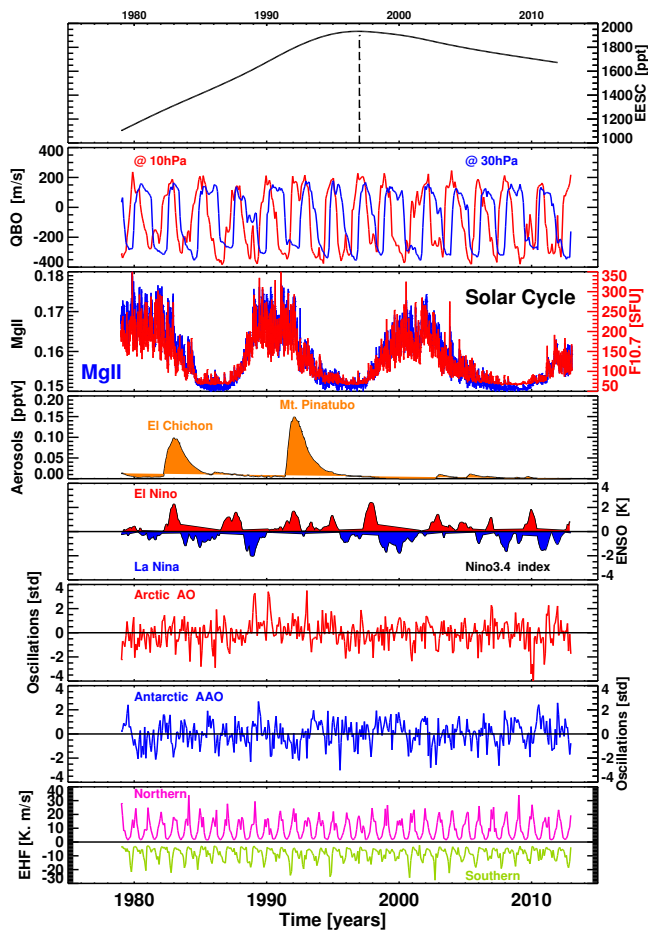 1980 1990 2000 2010
2000
1800
1600
1400
1200
1000
EESC [ppt]
400
200
0
-200
-400
QBO [m/s]
@ 10hPa
@ 30hPa
0.18
0.17
0.16
0.15
MgII
MgII
Solar Cycle
350
300
250
200
150
100
50
F10.7 [SFU]
0.20
0.15
0.10
0.05
0.00
Aerosols [pptv]
El Chichon
Mt. Pinatubo
El Nino
La Nina
Nino3.4 index
4
2
0
-2
-4
ENSO [K]
4
2
0
-2
-4
Oscillations [std]
Arctic AO
4
2
0
-2
-4
Antarctic AAO
Oscillations [std]
40
30
20
10
0
-10
-20
-30
EHF [K. m/s]
Northern
Southern
1980 1990 2000 2010
Time [years]